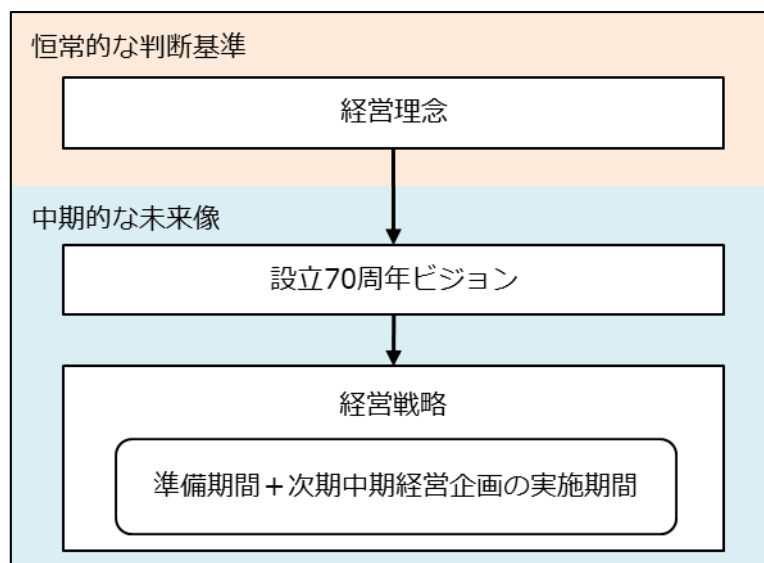 恒常的な判断基準
経営理念
中期的な未来像
設立70周年ビジョン
経営戦略
準備期間＋次期中期経営企画の実施期間